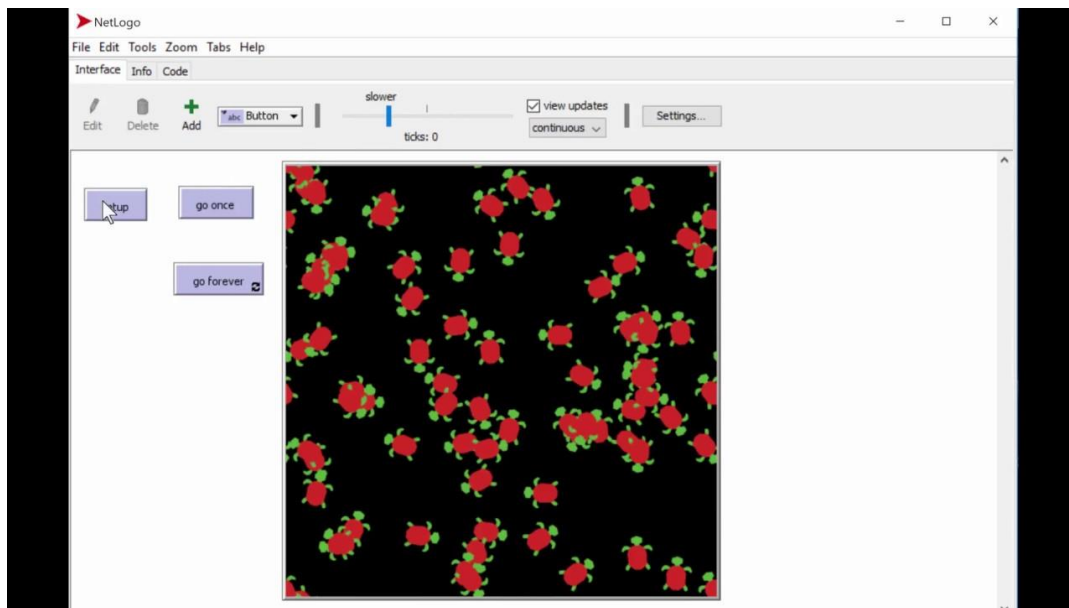 NetLogo
File Edit Tools Zoom Tabs Help
Interface Info Code
slower
Edit Delete Add abc Button
view updates
continuous
Settings...
ticks: 0
go once
go forever